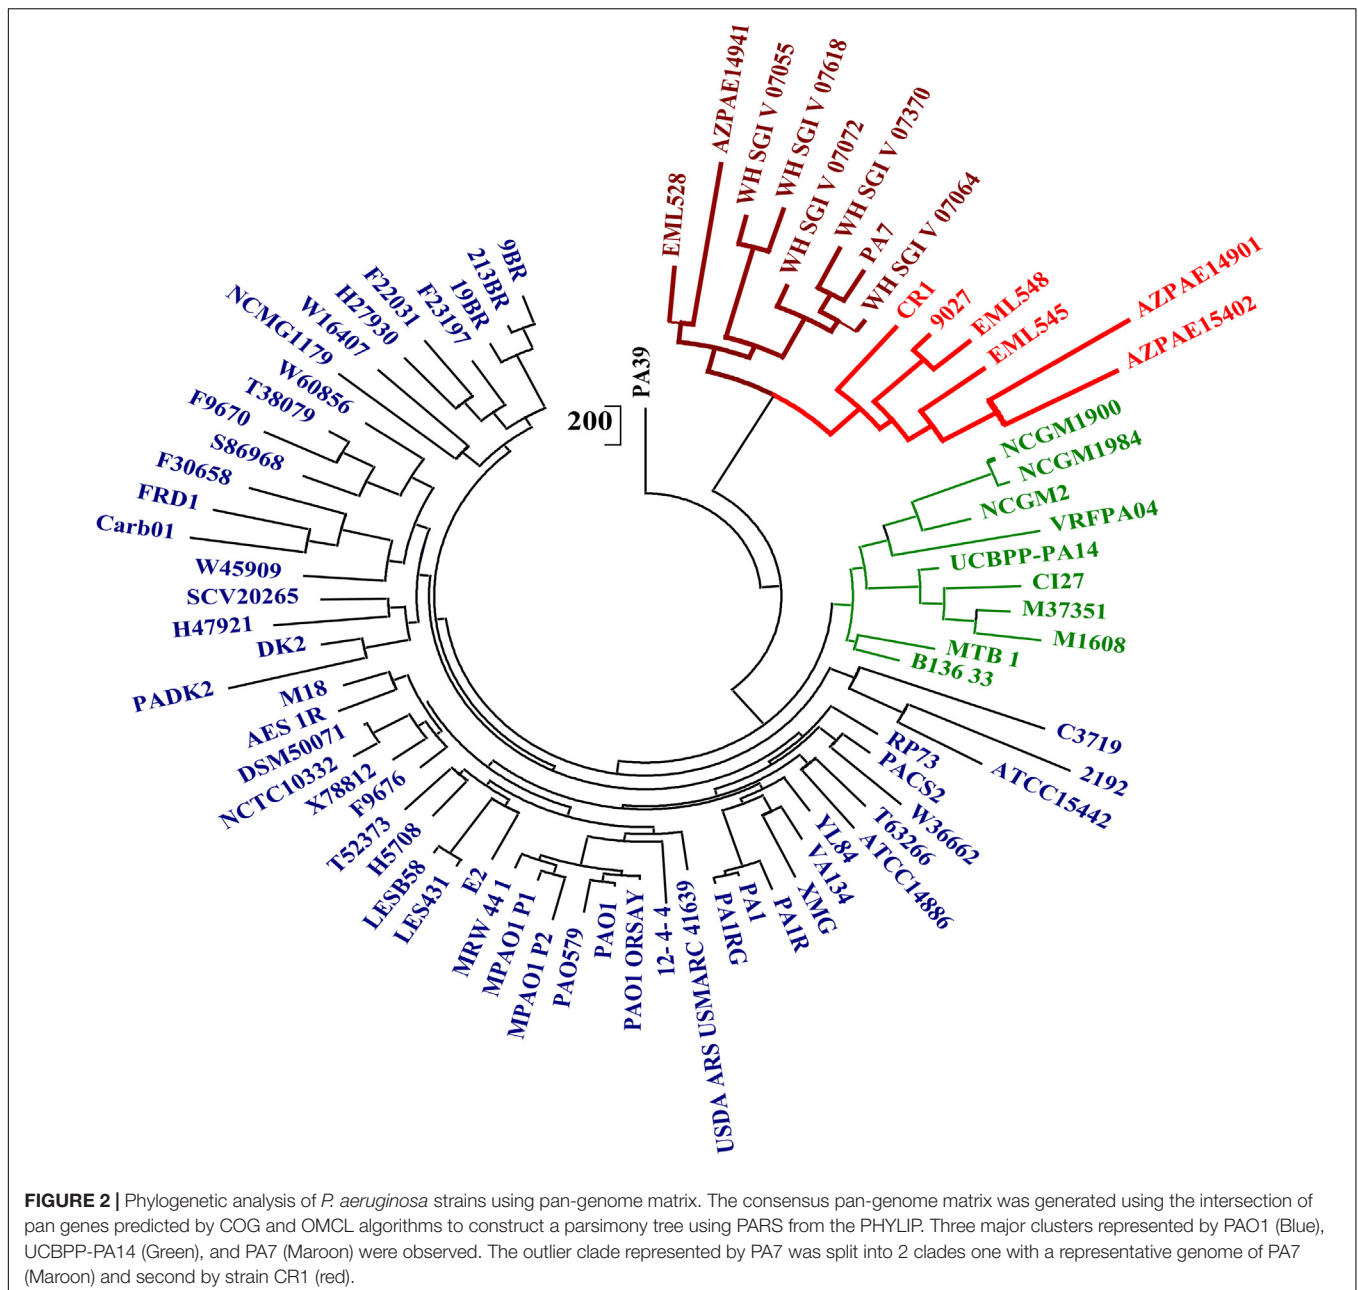 AZPAE14941
WH SGI V 07055
WH SGI V 07618
EML528
WH SGI V 07072
WH SGI V 07370
PA7
WH SGI V 07064
CR1
9027
EML548
EML545
AZPAE14901
AZPAE15402
NCGM1900
NCGM1984
NCGM2
VRFPA04
UCBPP-PA14
CI27
M37351
M1608
MTB 1
B136 33
C3719
2192
ATCC15442
RP73
PACS2
W36662
T63266
ATCC14886
YL84
VA134
XMG
PA1R
PA1
PA1RG
USDA ARS USMARC 41639
12- 4- 4
PAO1 ORSAY
PAO1
PAO579
MPAO1 P2
MPAO1 P1
MRW 44 1
E2
LES431
LESB58
H5708
T52373
F9676
X78812
NCTC10332
DSM50071
AES 1R
M18
PADK2
DK2
H47921
SCV20265
W45909
Carb01
FRD1
F30658
S86968
F9670
T38079
W60856
NCMG1179
W16407
H27930
F22031
F23197
19BR
213BR
9BR
PA39
200
FIGURE 2 | Phylogenetic analysis of P. aeruginosa strains using pan-genome matrix. The consensus pan-genome matrix was generated using the intersection of
pan genes predicted by COG and OMCL algorithms to construct a parsimony tree using PARS from the PHYLIP. Three major clusters represented by PAO1 (Blue),
UCBPP-PA14 (Green), and PA7 (Maroon) were observed. The outlier clade represented by PA7 was split into 2 clades one with a representative genome of PA7
(Maroon) and second by strain CR1 (red).